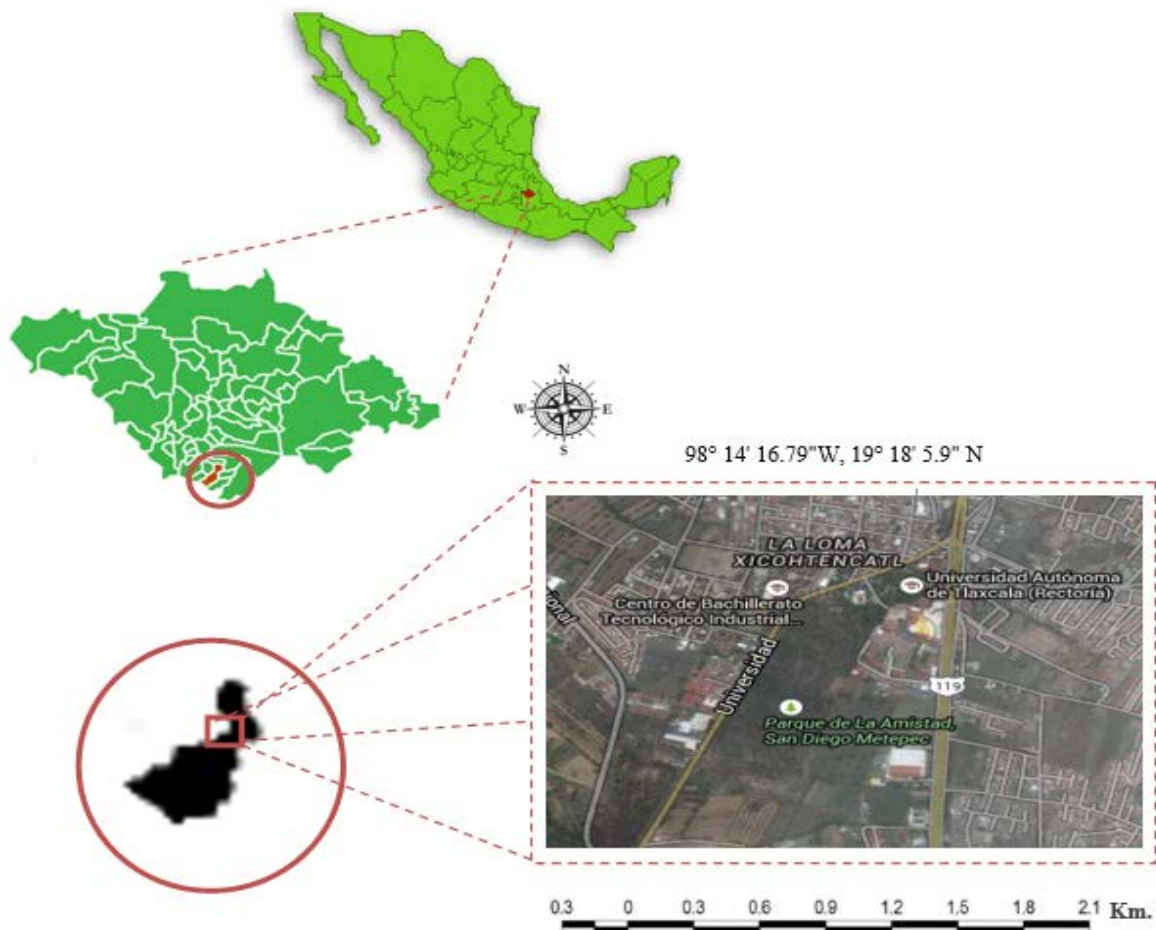 N
W E
S
98° 14' 16.79"W, 19° 18' 5.9" N
LA LOMA
XICOHTENCATL
Universidad Autónoma
de Tlaxcala (Rectoría)
Centro de Bachillerato
Tecnológico Industrial...
Universidad
119
Parque de La Amistad,
San Diego Metepec
0.3 0 0.3 0.6 0.9 1.2 1.5 1.8 2.1 Km.